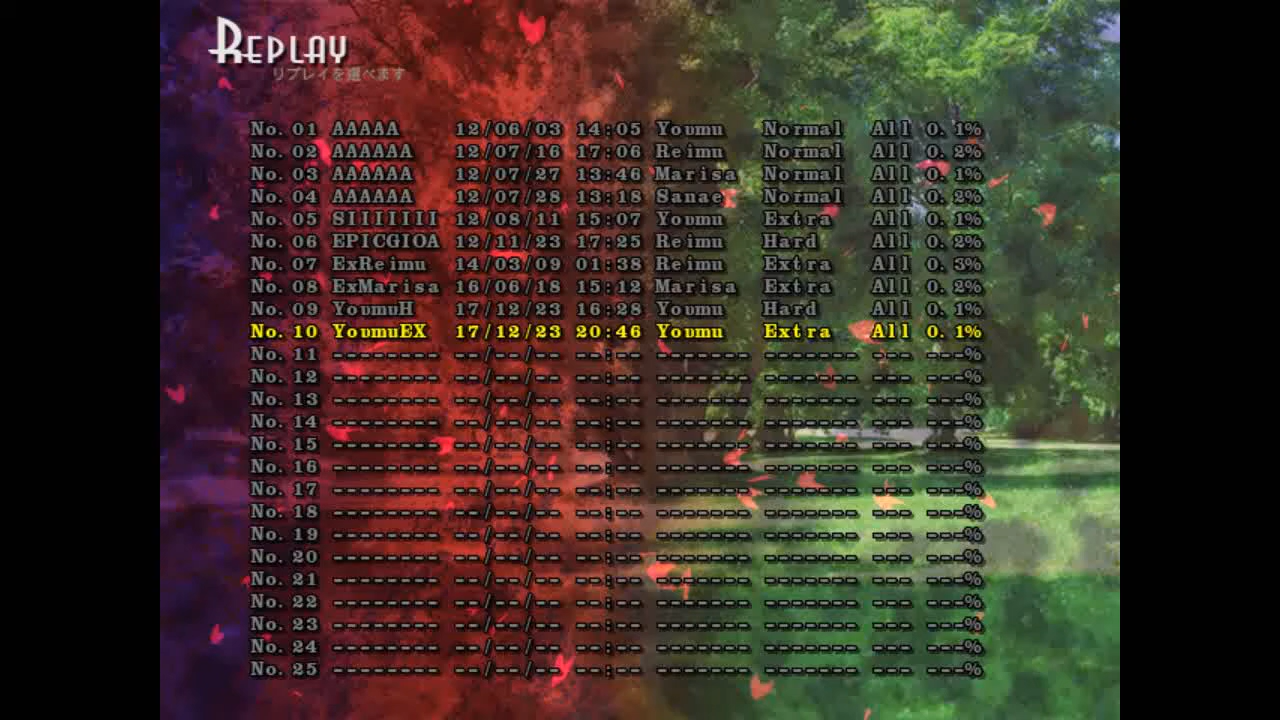 REPLAY
リプレイを選べます
No. 01 AAAAA 12/06/03 14:05 Youmu Normal All 0.1%
No. 02 AAAAAA 12/07/16 17:06 Reimu Normal All 0.2%
No. 03 AAAAAA 12/07/27 13:46 Marisa Normal All 0.1%
No. 04 AAAAAA 12/07/28 13:18 Sanae Normal All 0.2%
No. 05 SIIIIIII 12/08/11 15:07 Youmu Extra All 0.1%
No. 06 EPICGIOA 12/11/23 17:25 Reimu Hard All 0.2%
No. 07 ExReimu 14/03/09 01:38 Reimu Extra All 0.3%
No. 08 ExMarisa 16/06/18 15:12 Marisa Extra All 0.2%
No. 09 YoumuH 17/12/23 16:28 Youmu Hard All 0.1%
No. 10 YoumuEX 17/12/23 20:46 Youmu Extra All 0.1%
No. 11 -------- --/--/-- --:-- ------- ------- --- ---%
No. 12 -------- --/--/-- --:-- ------- ------- --- ---%
No. 13 -------- --/--/-- --:-- ------- ------- --- ---%
No. 14 -------- --/--/-- --:-- ------- ------- --- ---%
No. 15 -------- --/--/-- --:-- ------- ------- --- ---%
No. 16 -------- --/--/-- --:-- ------- ------- --- ---%
No. 17 -------- --/--/-- --:-- ------- ------- --- ---%
No. 18 -------- --/--/-- --:-- ------- ------- --- ---%
No. 19 -------- --/--/-- --:-- ------- ------- --- ---%
No. 20 -------- --/--/-- --:-- ------- ------- --- ---%
No. 21 -------- --/--/-- --:-- ------- ------- --- ---%
No. 22 -------- --/--/-- --:-- ------- ------- --- ---%
No. 23 -------- --/--/-- --:-- ------- ------- --- ---%
No. 24 -------- --/--/-- --:-- ------- ------- --- ---%
No. 25 -------- --/--/-- --:-- ------- ------- --- ---%